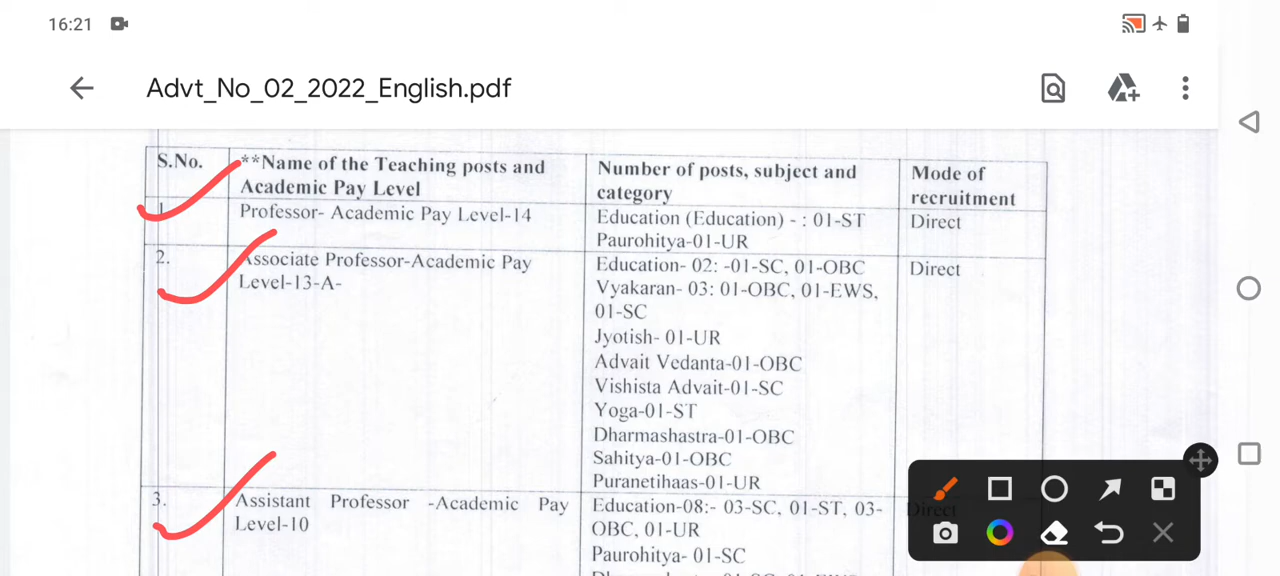 16:21
Advt_No_02_2022_English.pdf
S.No. **Name of the Teaching posts and Academic Pay Level Number of posts, subject and category Mode of recruitment
1. Professor- Academic Pay Level-14 Education (Education) - : 01-ST Direct
Paurohitya-01-UR
2. Associate Professor-Academic Pay Education- 02: -01-SC, 01-OBC Direct
Level-13-A- Vyakaran- 03: 01-OBC, 01-EWS,
01-SC
Jyotish- 01-UR
Advait Vedanta-01-OBC
Vishista Advait-01-SC
Yoga-01-ST
Dharmashastra-01-OBC
Sahitya-01-OBC
Puranetihaas-01-UR
3. Assistant Professor -Academic Pay Education-08:- 03-SC, 01-ST, 03- Direct
Level-10 OBC, 01-UR
Paurohitya- 01-SC